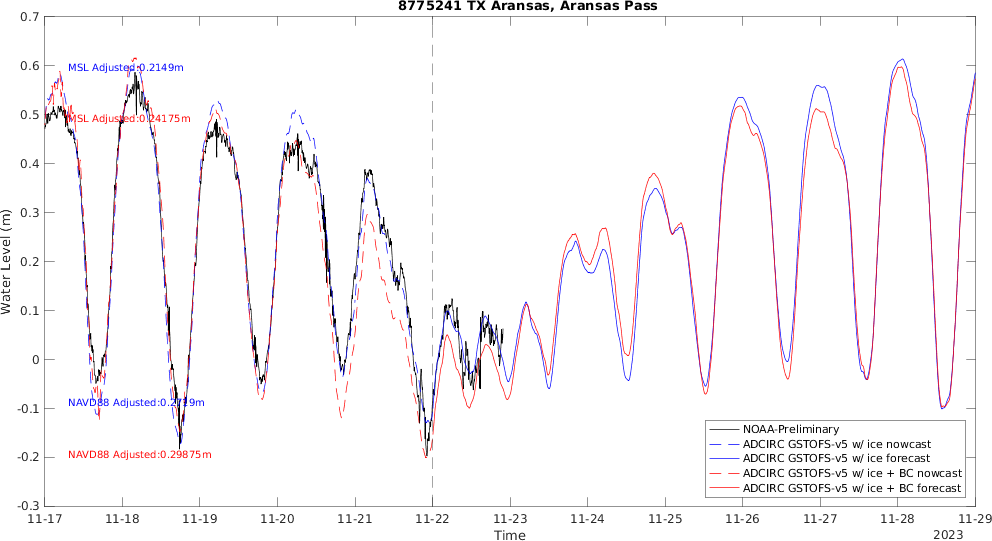 8775241 TX Aransas, Aransas Pass
0.7
0.6
0.5
0.4
0.3
0.2
0.1
0
-0.1
-0.2
-0.3
Water Level (m)
MSL Adjusted:0.2149m
MSL Adjusted:0.24175m
NAVD88 Adjusted:
NAVD88 Adjusted:0.29875m
NOAA-Preliminary
ADCIRC GSTOFS-v5 w/ ice nowcast
ADCIRC GSTOFS-v5 w/ ice forecast
ADCIRC GSTOFS-v5 w/ ice + BC nowcast
ADCIRC GSTOFS-v5 w/ ice + BC forecast
11-17 11-18 11-19 11-20 11-21 11-22 11-23 11-24 11-25 11-26 11-27 11-28 11-29
Time
2023